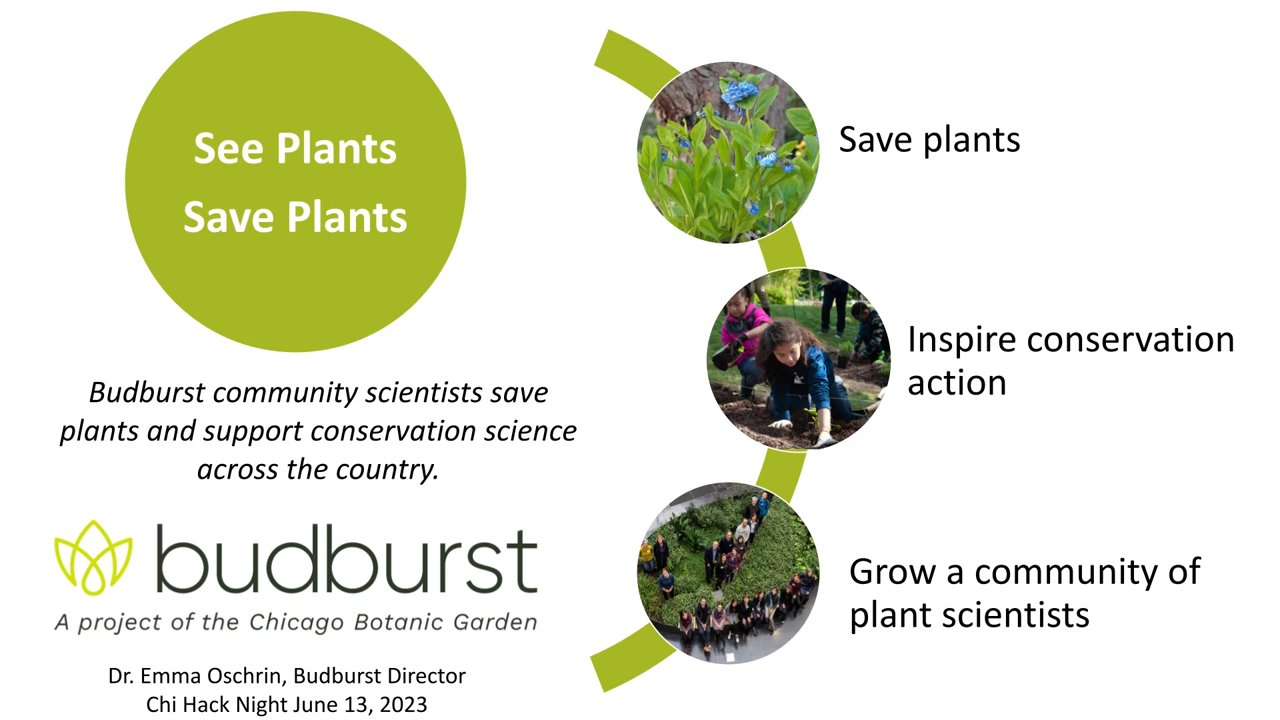 See Plants
Save Plants
Budburst community scientists save
plants and support conservation science
across the country.
budburst
A project of the Chicago Botanic Garden
Dr. Emma Oschrin, Budburst Director
Chi Hack Night June 13, 2023
Save plants
Inspire conservation
action
Grow a community of
plant scientists